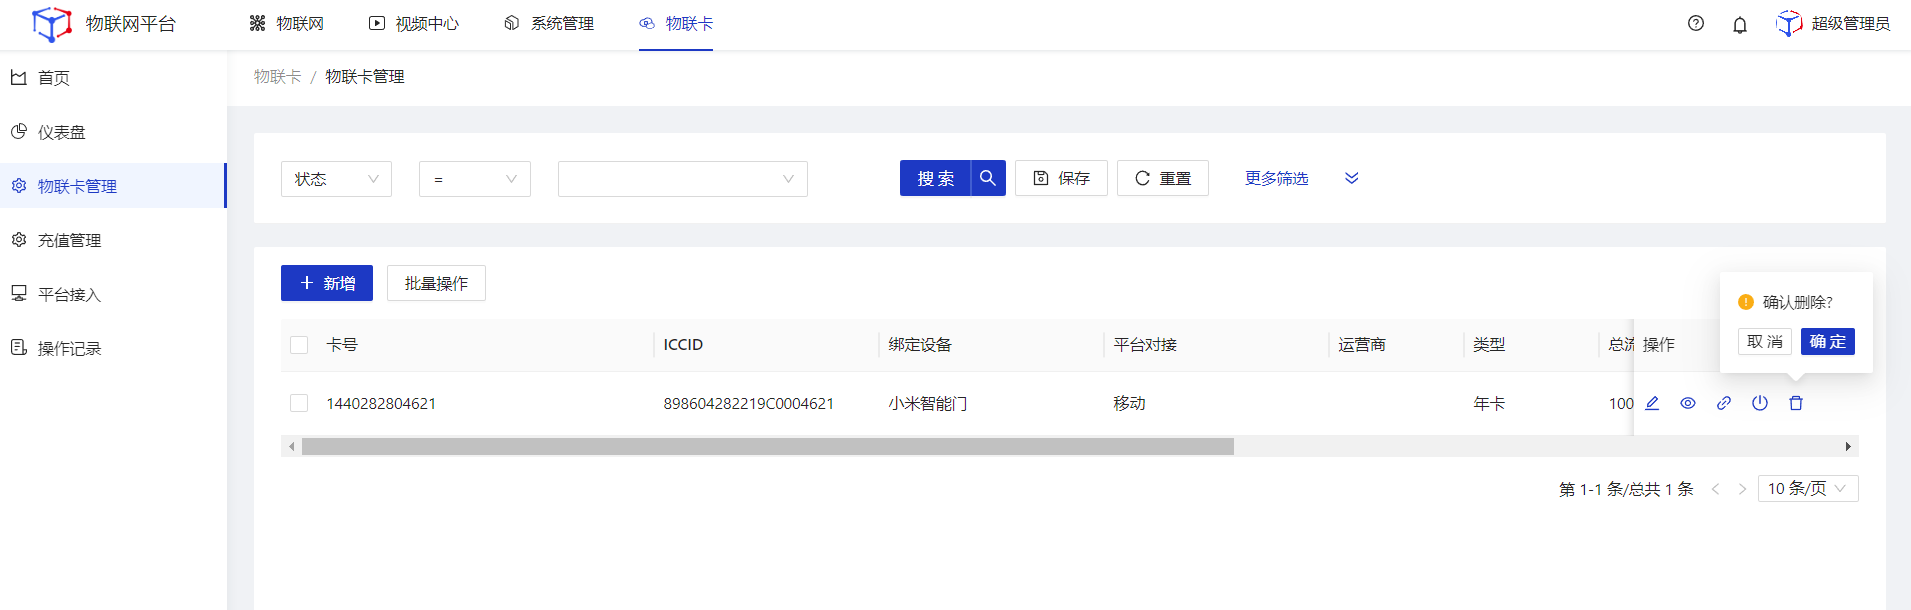 物联网平台 物联网 视频中心 系统管理 物联卡 超级管理员
首页
仪表盘
物联卡管理
充值管理
平台接入
操作记录
物联卡 / 物联卡管理
状态 = 搜索 保存 重置 更多筛选
新增 批量操作
确认删除?
取消 确定
卡号 ICCID 绑定设备 平台对接 运营商 类型 总流 操作
1440282804621 898604282219C0004621 小米智能门 移动 年卡 100
第 1-1 条/总共 1 条 10 条/页